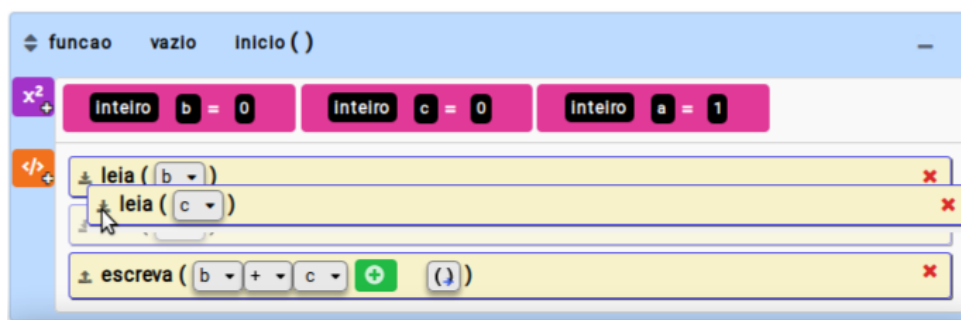 funcao vazio inicio ( )
x²
inteiro b = 0 inteiro c = 0 inteiro a = 1
</>
leia ( b )
leia ( c )
escreva ( b + c ( ) )